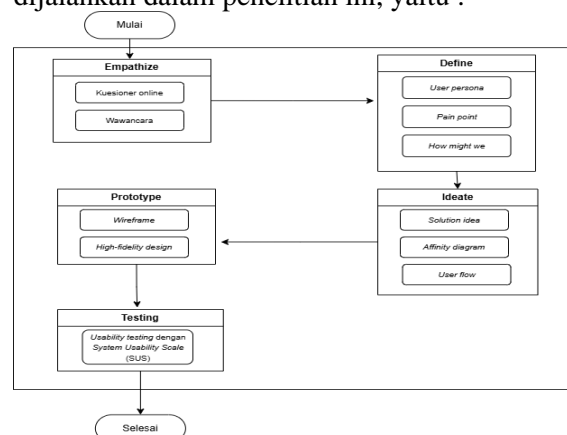 dijalankan dalam penelitian ini, yaitu :
Mulai
Empathize
Kuesioner online
Wawancara
Define
User persona
Pain point
How might we
Ideate
Solution idea
Affinity diagram
User flow
Prototype
Wireframe
High-fidelity design
Testing
Usability testing dengan
System Usability Scale
(SUS)
Selesai